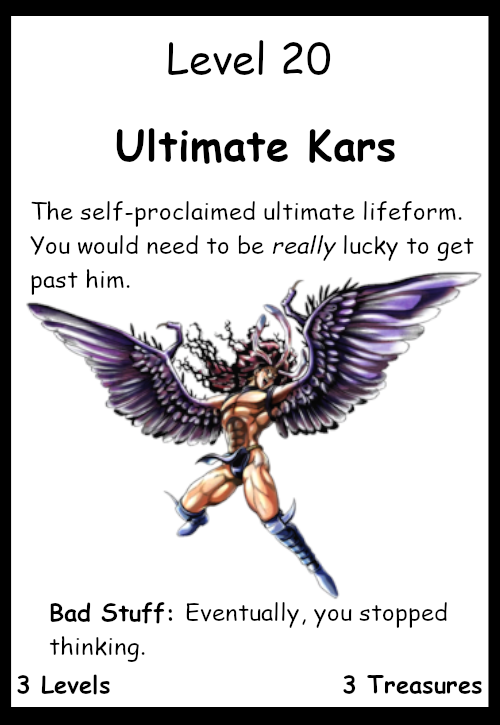 Level 20
Ultimate Kars
The self-proclaimed ultimate lifeform.
You would need to be really lucky to get
past him.
Bad Stuff: Eventually, you stopped
thinking.
3 Levels
3 Treasures